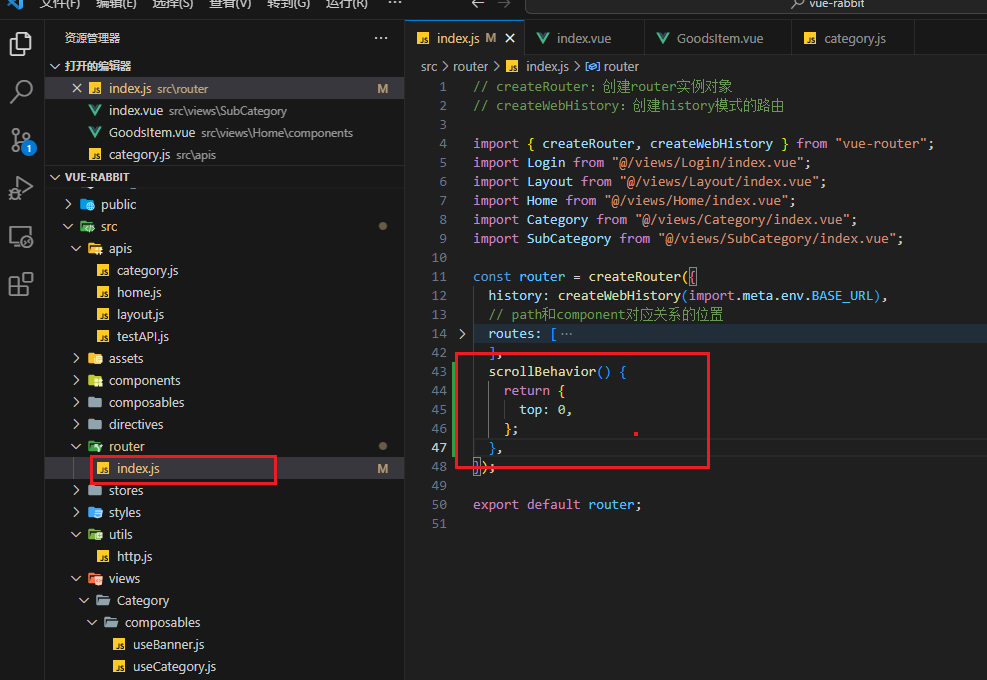 文件(F) 编辑(E) 选择(S) 查看(V) 转到(G) 运行(R) ··· ← → vue-rabbit
资源管理器 ···
打开的编辑器
index.js src\router M
index.vue src\views\SubCategory
GoodsItem.vue src\views\Home\components
category.js src\apis
VUE-RABBIT
public
src
apis
category.js
home.js
layout.js
testAPI.js
assets
components
composables
directives
router
index.js M
stores
styles
utils
http.js
views
Category
composables
useBanner.js
useCategory.js
1
index.js M index.vue GoodsItem.vue category.js
src > router > index.js > router
1 // createRouter：创建router实例对象
2 // createWebHistory：创建history模式的路由
3
4 import { createRouter, createWebHistory } from "vue-router";
5 import Login from "@/views/Login/index.vue";
6 import Layout from "@/views/Layout/index.vue";
7 import Home from "@/views/Home/index.vue";
8 import Category from "@/views/Category/index.vue";
9 import SubCategory from "@/views/SubCategory/index.vue";
10
11 const router = createRouter({
12 history: createWebHistory(import.meta.env.BASE_URL),
13 // path和component对应关系的位置
14 routes: [ ···
42 ],
43 scrollBehavior() {
44 return {
45 top: 0,
46 };
47 },
48 });
49
50 export default router;
51